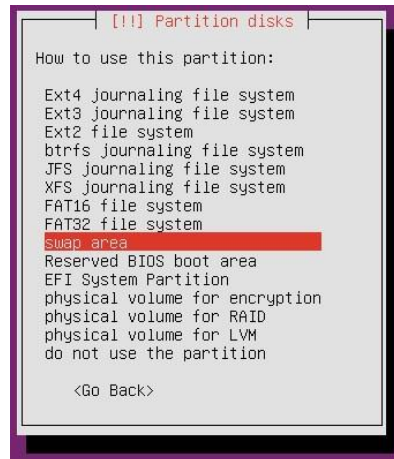 [!!] Partition disks
How to use this partition:
Ext4 journaling file system
Ext3 journaling file system
Ext2 file system
btrfs journaling file system
JFS journaling file system
XFS journaling file system
FAT16 file system
FAT32 file system
swap area
Reserved BIOS boot area
EFI System Partition
physical volume for encryption
physical volume for RAID
physical volume for LVM
do not use the partition
<Go Back>